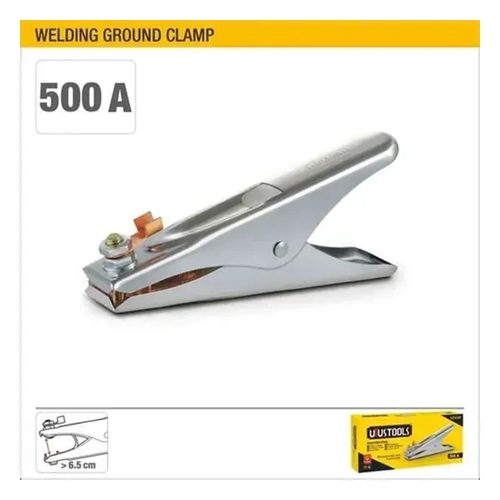 WELDING GROUND CLAMP
500 A
> 6.5 cm
UYUSTOOLS
500 A